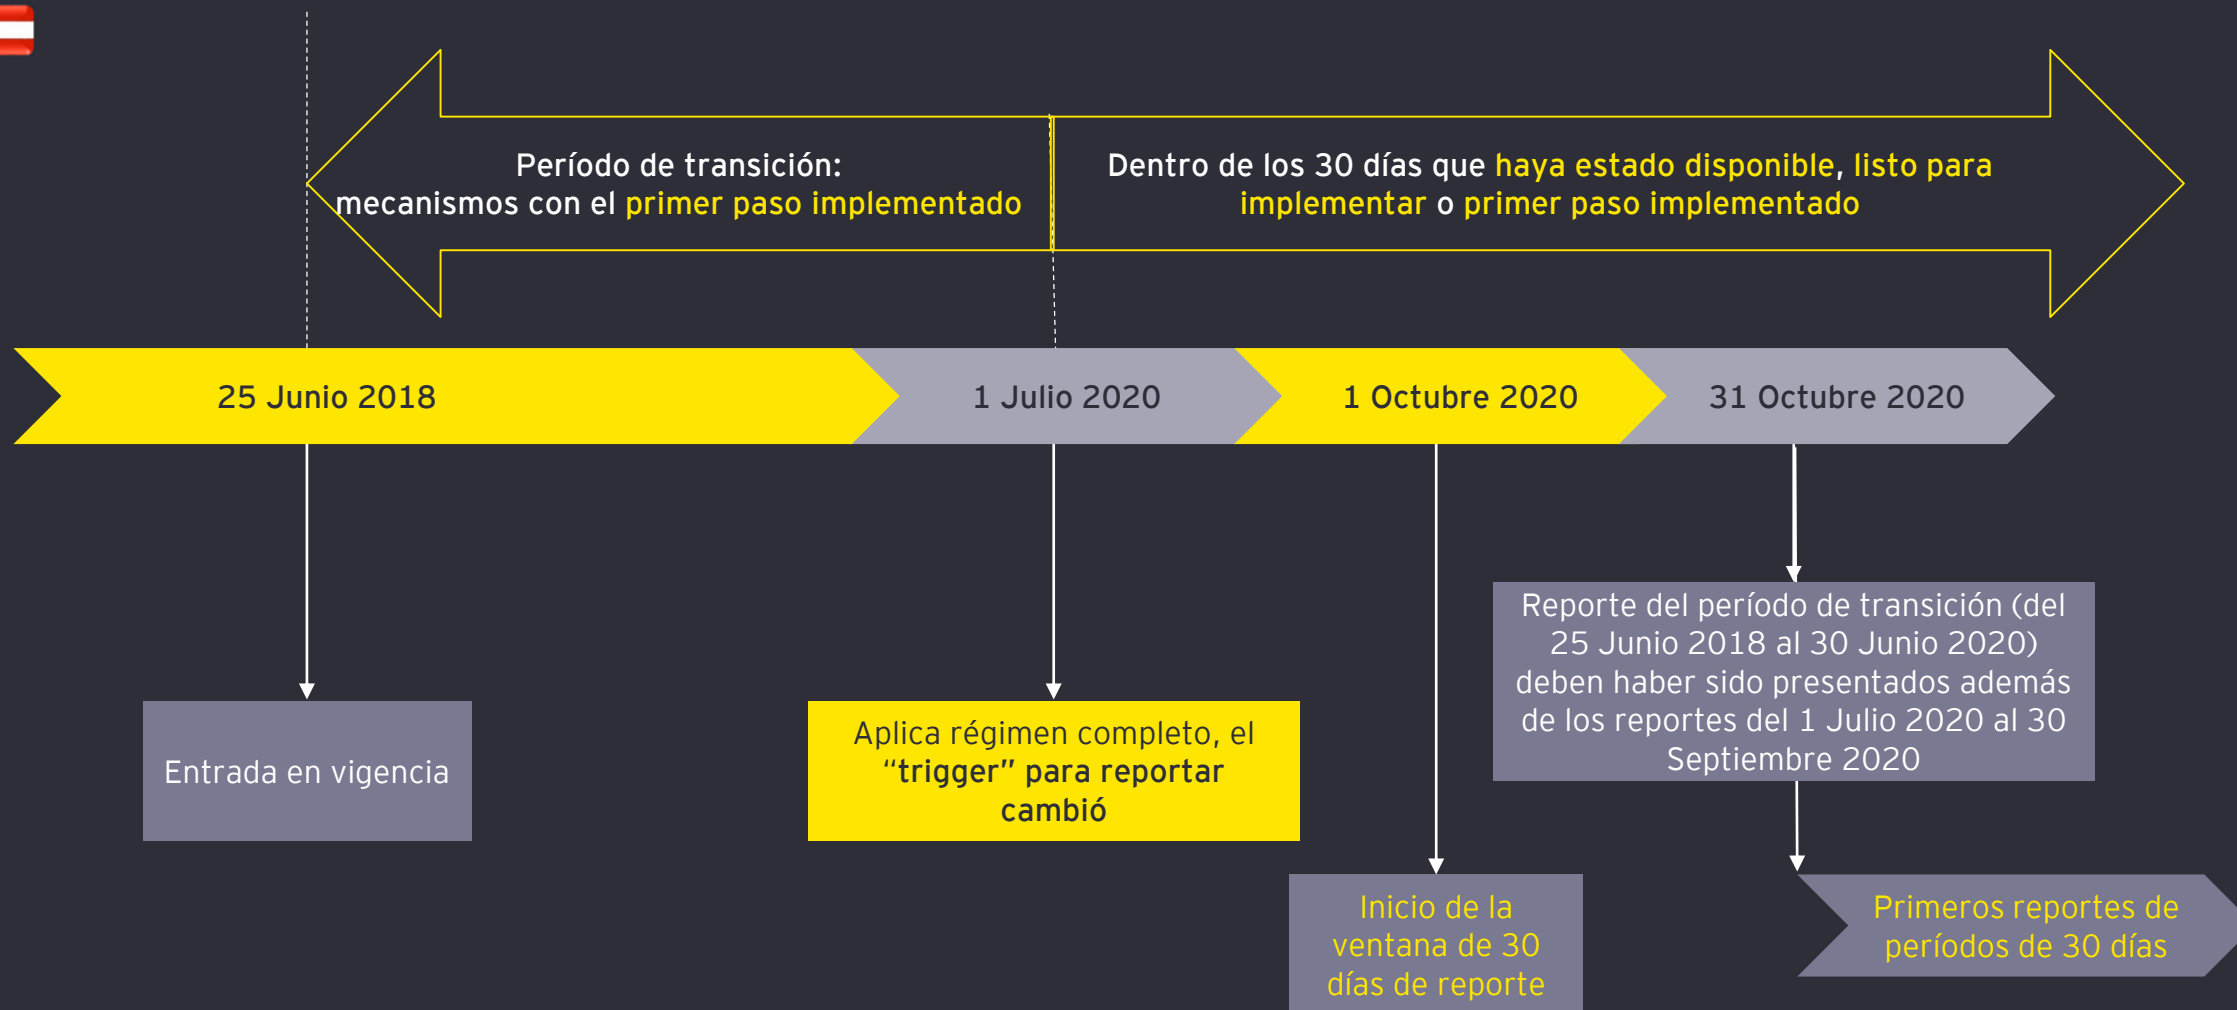 Período de transición:
mecanismos con el primer paso implementado
Dentro de los 30 días que haya estado disponible, listo para
implementar o primer paso implementado
25 Junio 2018
1 Julio 2020
1 Octubre 2020
31 Octubre 2020
Entrada en vigencia
Aplica régimen completo, el
“trigger” para reportar
cambió
Inicio de la
ventana de 30
días de reporte
Reporte del período de transición (del
25 Junio 2018 al 30 Junio 2020)
deben haber sido presentados además
de los reportes del 1 Julio 2020 al 30
Septiembre 2020
Primeros reportes de
períodos de 30 días